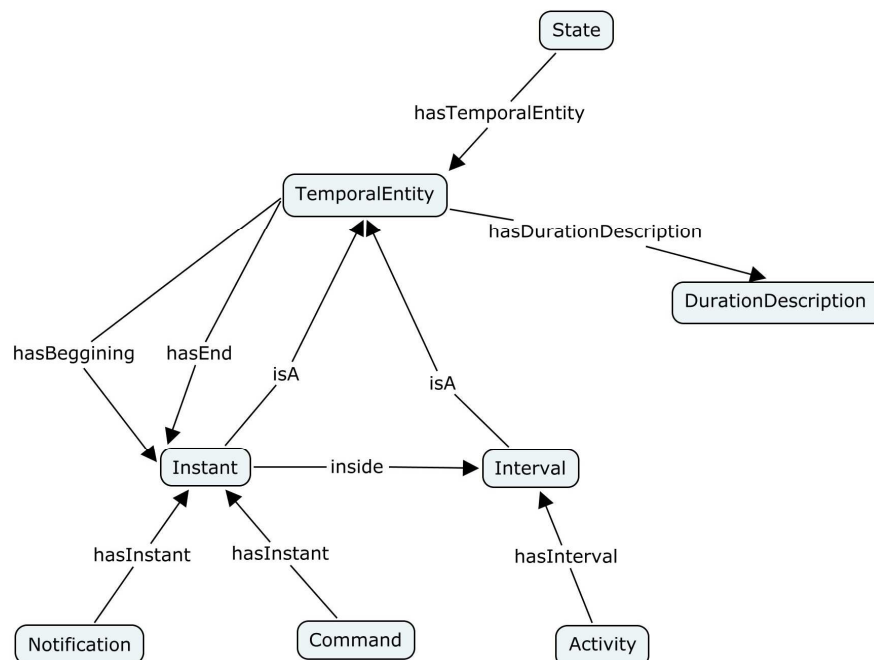 State
hasTemporalEntity
TemporalEntity
hasDurationDescription
DurationDescription
hasBeggining
hasEnd
isA
isA
Instant
inside
Interval
hasInstant
hasInstant
hasInterval
Notification
Command
Activity